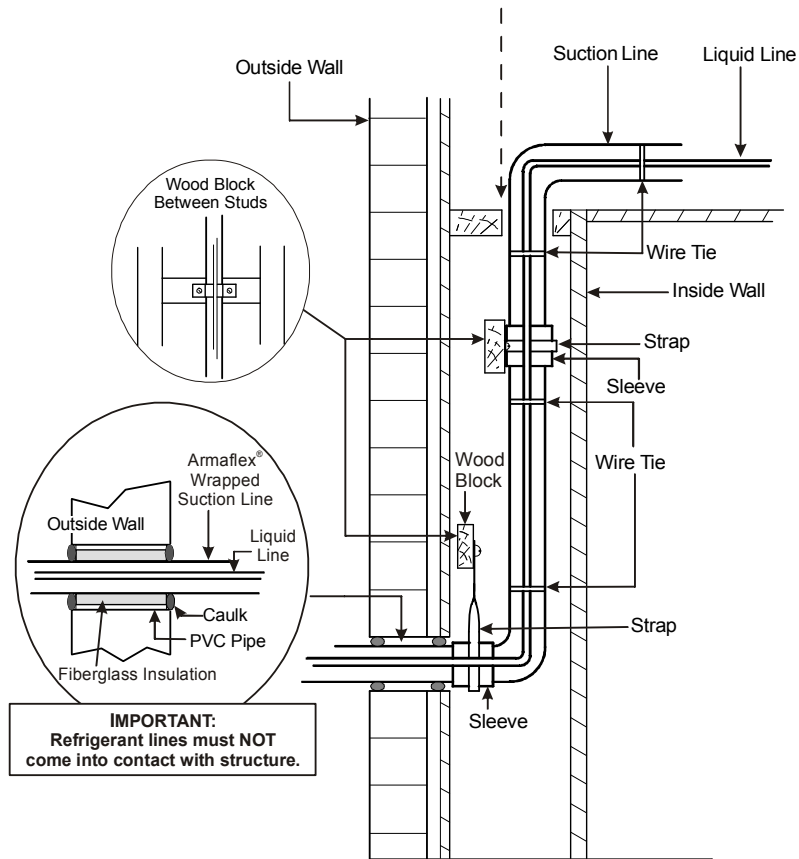 Suction Line
Liquid Line
Outside Wall
Wood Block
Between Studs
Wire Tie
Inside Wall
Strap
Sleeve
Wood
Block
Wire Tie
Armaflex®
Wrapped
Suction Line
Outside Wall
Liquid
Line
Caulk
PVC Pipe
Fiberglass Insulation
Strap
Sleeve
IMPORTANT:
Refrigerant lines must NOT
come into contact with structure.